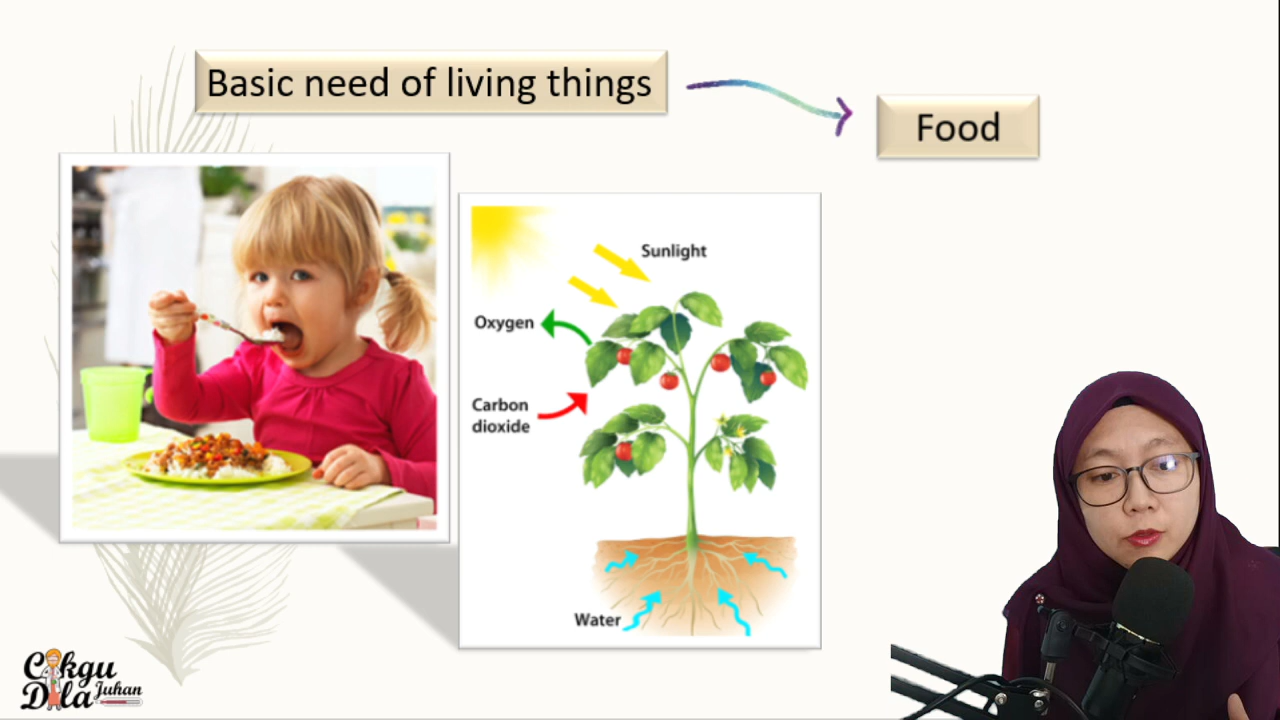 Basic need of living things
Food
Sunlight
Oxygen
Carbon
dioxide
Water
Cikgu
Dila Juhan